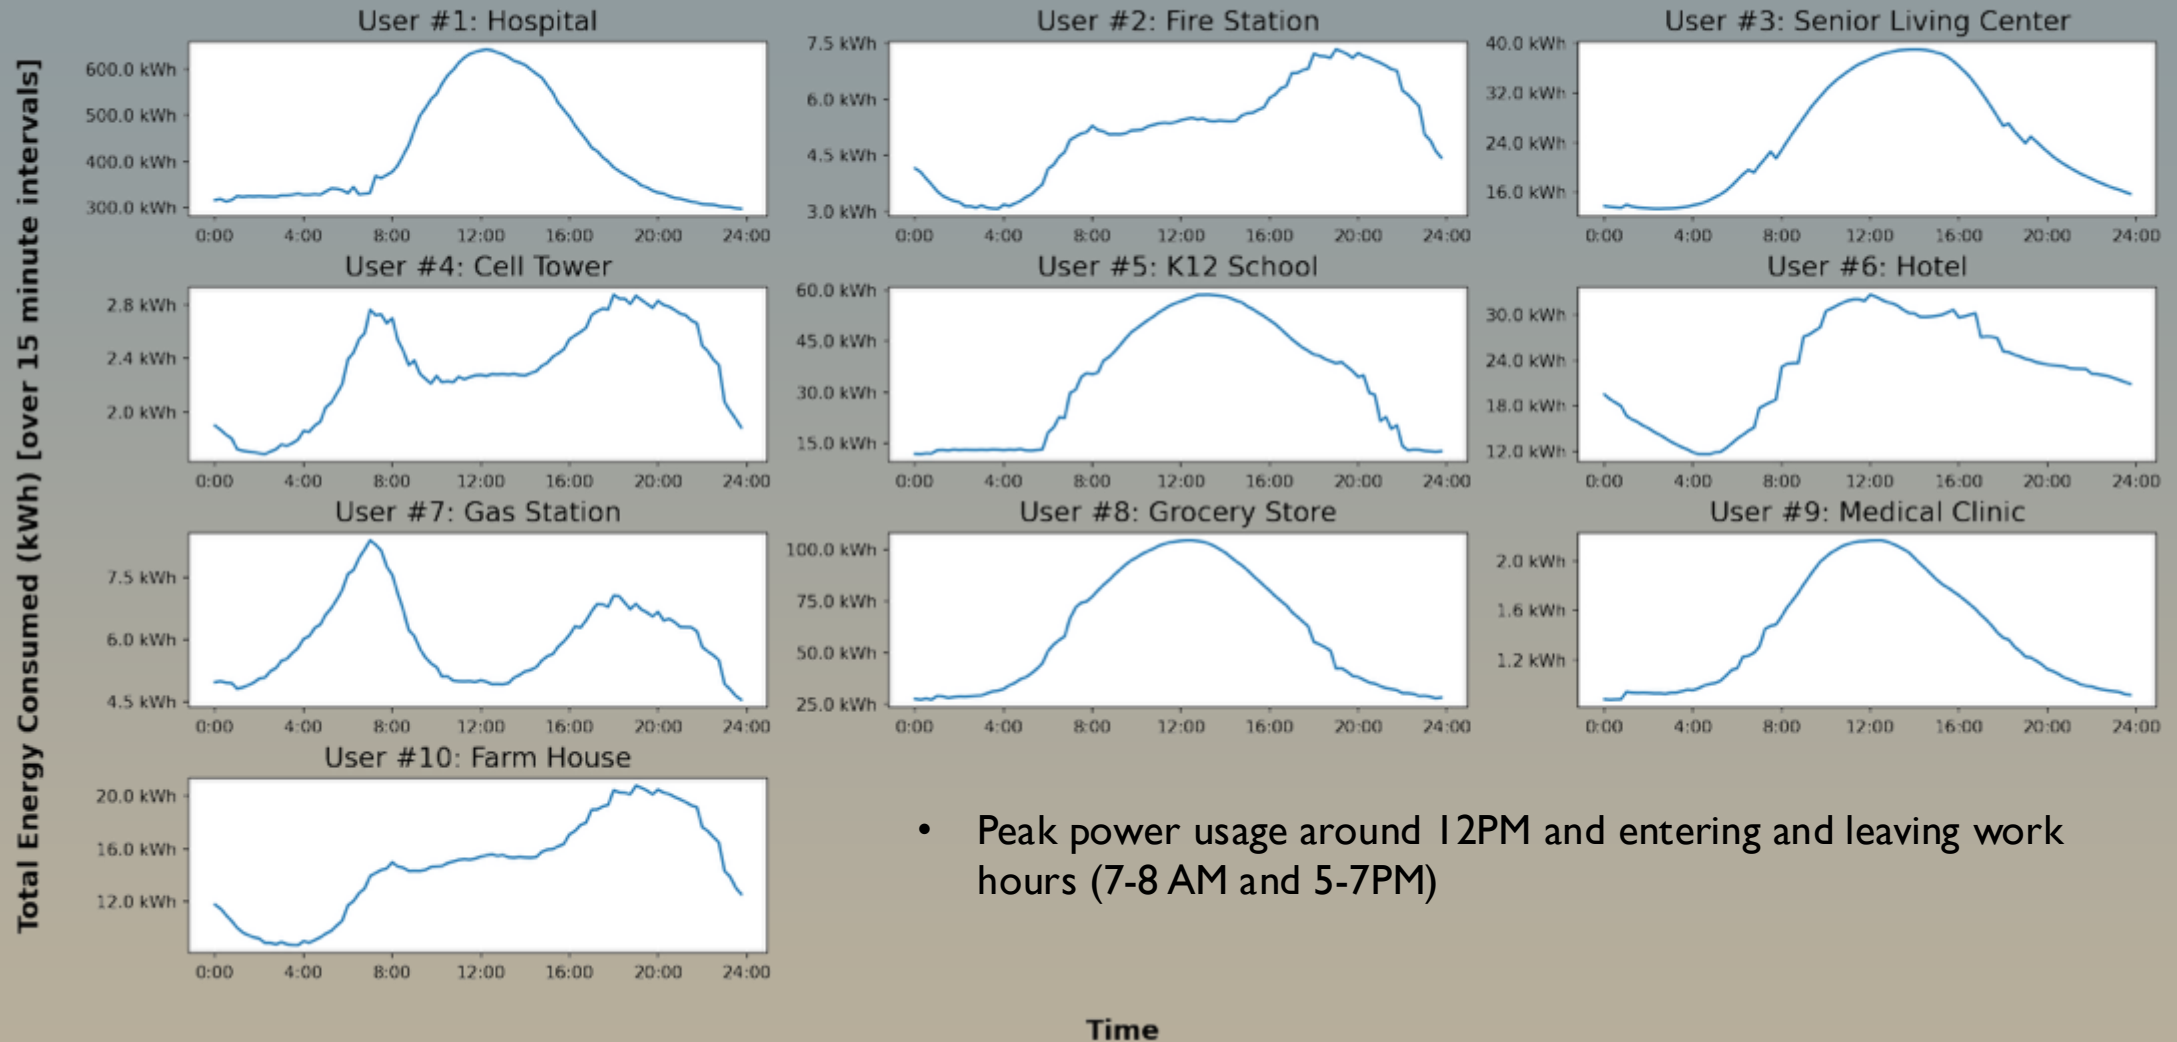 Total Energy Consumed (kWh) [over 15 minute intervals]
User #1: Hospital
600.0 kWh
500.0 kWh
400.0 kWh
300.0 kWh
0:00 4:00 8:00 12:00 16:00 20:00 24:00
User #2: Fire Station
7.5 kWh
6.0 kWh
4.5 kWh
3.0 kWh
0:00 4:00 8:00 12:00 16:00 20:00 24:00
User #3: Senior Living Center
40.0 kWh
32.0 kWh
24.0 kWh
16.0 kWh
0:00 4:00 8:00 12:00 16:00 20:00 24:00
User #4: Cell Tower
2.8 kWh
2.4 kWh
2.0 kWh
0:00 4:00 8:00 12:00 16:00 20:00 24:00
User #5: K12 School
60.0 kWh
45.0 kWh
30.0 kWh
15.0 kWh
0:00 4:00 8:00 12:00 16:00 20:00 24:00
User #6: Hotel
30.0 kWh
24.0 kWh
18.0 kWh
12.0 kWh
0:00 4:00 8:00 12:00 16:00 20:00 24:00
User #7: Gas Station
7.5 kWh
6.0 kWh
4.5 kWh
0:00 4:00 8:00 12:00 16:00 20:00 24:00
User #8: Grocery Store
100.0 kWh
75.0 kWh
50.0 kWh
25.0 kWh
0:00 4:00 8:00 12:00 16:00 20:00 24:00
User #9: Medical Clinic
2.0 kWh
1.6 kWh
1.2 kWh
0:00 4:00 8:00 12:00 16:00 20:00 24:00
User #10: Farm House
20.0 kWh
16.0 kWh
12.0 kWh
0:00 4:00 8:00 12:00 16:00 20:00 24:00
• Peak power usage around 12PM and entering and leaving work
hours (7-8 AM and 5-7PM)
Time